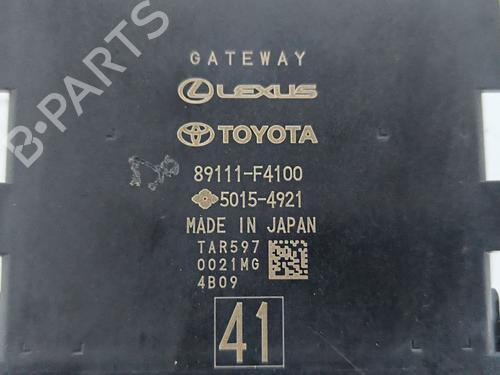 GATEWAY
LEXUS
TOYOTA
89111-F4100
5015-4921
MADE IN JAPAN
TAR597
0021MG
4B09
41
B-Parts